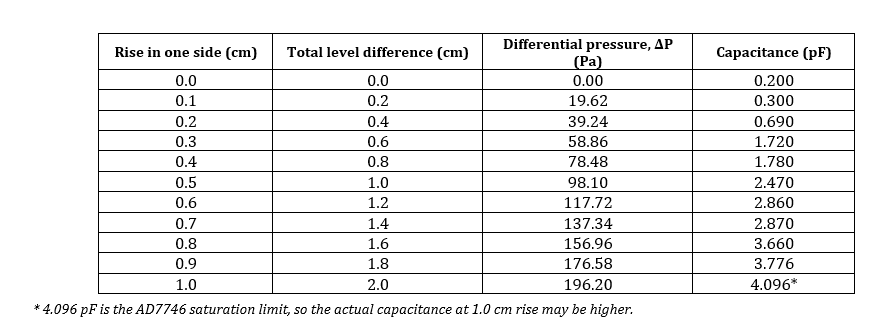 Rise in one side (cm) Total level difference (cm) Differential pressure, ΔP (Pa) Capacitance (pF)
0.0 0.0 0.00 0.200
0.1 0.2 19.62 0.300
0.2 0.4 39.24 0.690
0.3 0.6 58.86 1.720
0.4 0.8 78.48 1.780
0.5 1.0 98.10 2.470
0.6 1.2 117.72 2.860
0.7 1.4 137.34 2.870
0.8 1.6 156.96 3.660
0.9 1.8 176.58 3.776
1.0 2.0 196.20 4.096*
* 4.096 pF is the AD7746 saturation limit, so the actual capacitance at 1.0 cm rise may be higher.